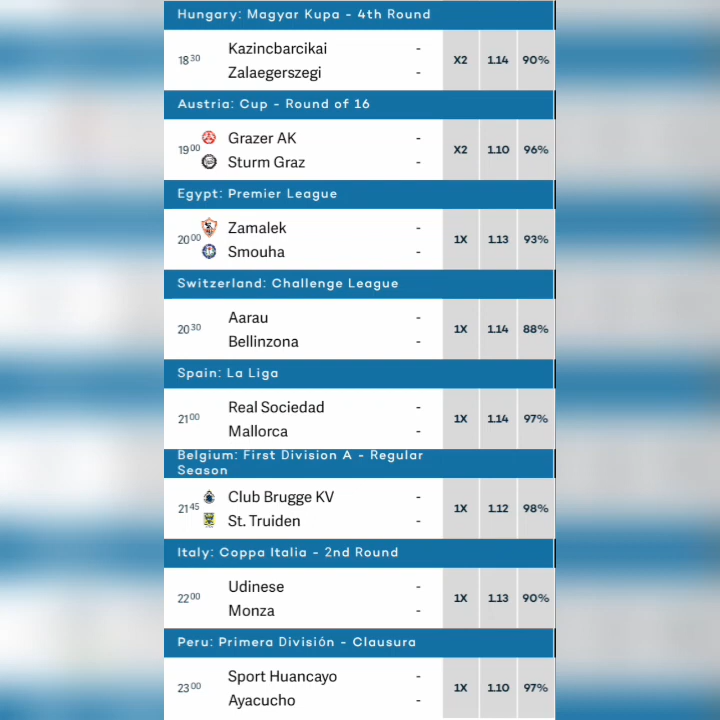 Hungary: Magyar Kupa - 4th Round
18 30 Kazincbarcikai - X2 1.14 90%
Zalaegerszegi -
Austria: Cup - Round of 16
19 00 Grazer AK - X2 1.10 96%
Sturm Graz -
Egypt: Premier League
20 00 Zamalek - 1X 1.13 93%
Smouha -
Switzerland: Challenge League
20 30 Aarau - 1X 1.14 88%
Bellinzona -
Spain: La Liga
21 00 Real Sociedad - 1X 1.14 97%
Mallorca -
Belgium: First Division A - Regular
Season
21 45 Club Brugge KV - 1X 1.12 98%
St. Truiden -
Italy: Coppa Italia - 2nd Round
22 00 Udinese - 1X 1.13 90%
Monza -
Peru: Primera División - Clausura
23 00 Sport Huancayo - 1X 1.10 97%
Ayacucho -